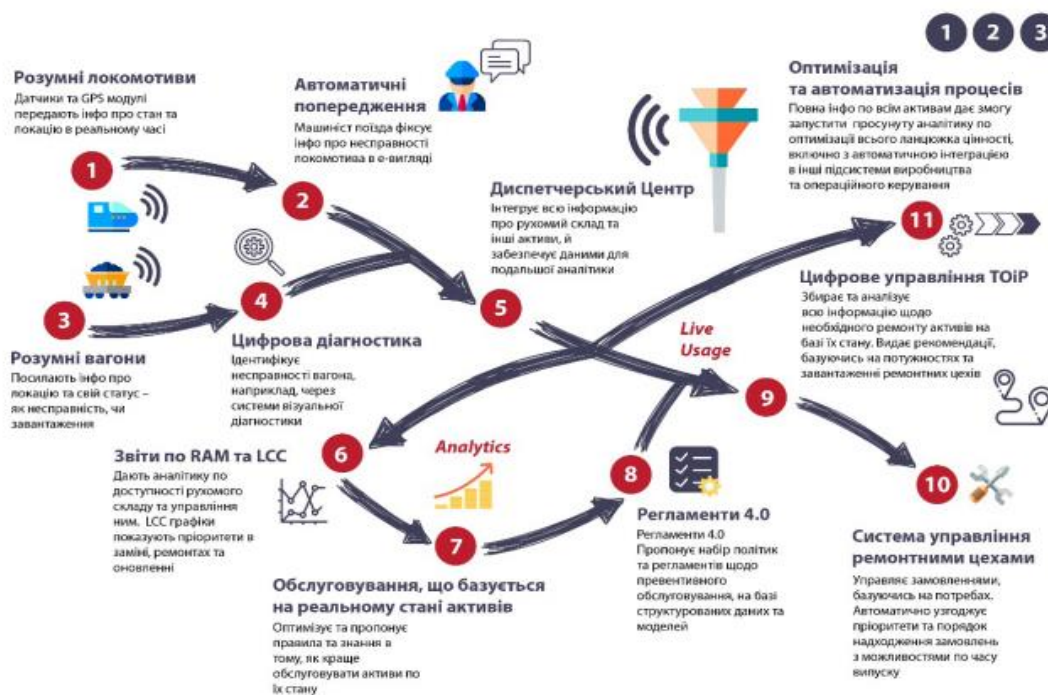 1 2 3
Розумні локомотиви
Датчики та GPS модулі
передають інфо про стан та
локацію в реальному часі
1
Автоматичні
попередження
Машиніст поїзда фіксує
інфо про несправності
локомотива в е-вигляді
2
3
Розумні вагони
Посилають інфо про
локацію та свій статус –
як несправність, чи
завантаження
4
Цифрова діагностика
Ідентифікує
несправності вагона,
наприклад, через
системи візуальної
діагностики
Диспетчерський Центр
Інтегрує всю інформацію
про рухомий склад та
інші активи, й
забезпечує даними для
подальшої аналітики
5
Live
Usage
6
Звіти по RAM та LCC
Дають аналітику по
доступності рухомого
складу та управління
ним. LCC графіки
показують пріоритети в
заміні, ремонтах та
оновленні
Analytics
7
Обслуговування, що базується
на реальному стані активів
Оптимізує та пропонує
правила та знання в
тому, як краще
обслуговувати активи по
їх стану
8
Регламенти 4.0
Регламенти 4.0
Пропонує набір політик
та регламентів щодо
превентивного
обслуговування, на базі
структурованих даних та
моделей
Оптимізація
та автоматизація процесів
Повна інфо по всім активам дає змогу
запустити просунуту аналітику по
оптимізації всього ланцюжка цінності,
включно з автоматичною інтеграцією
в інші підсистеми виробництва
та операційного керування
11
Цифрове управління ТОіР
Збирає та аналізує
всю інформацію щодо
необхідного ремонту активів на
базі їх стану. Видає рекомендації,
базуючись на потужностях та
завантаженні ремонтних цехів
9
10
Система управління
ремонтними цехами
Управляє замовленнями,
базуючись на потребах.
Автоматично узгоджує
пріоритети та порядок
надходження замовлень
з можливостями по часу
випуску